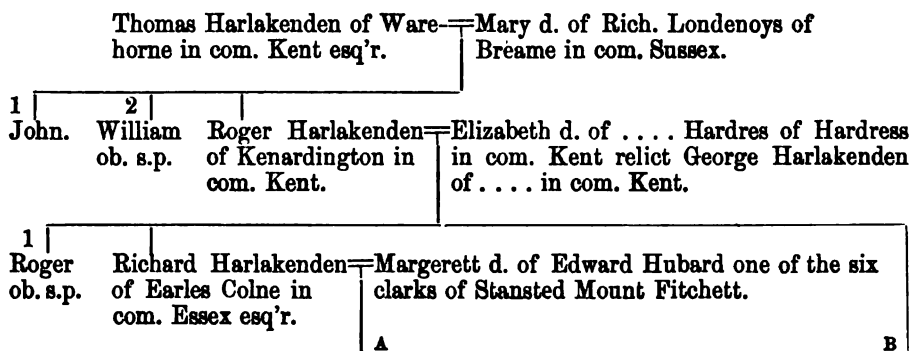 Thomas Harlakenden of Ware- Mary d. of Rich. Londenoys of
horne in com. Kent esq'r. Breame in com. Sussex.
1 2
John. William Roger Harlakenden Elizabeth d. of .... Hardres of Hardress
ob. s.p. of Kenardington in in com. Kent relict George Harlakenden
com. Kent. of .... in com. Kent.
1
Roger Richard Harlakenden Margerett d. of Edward Hubard one of the six
ob. s.p. of Earles Colne in clarks of Stansted Mount Fitchett.
com. Essex esq'r.
A B